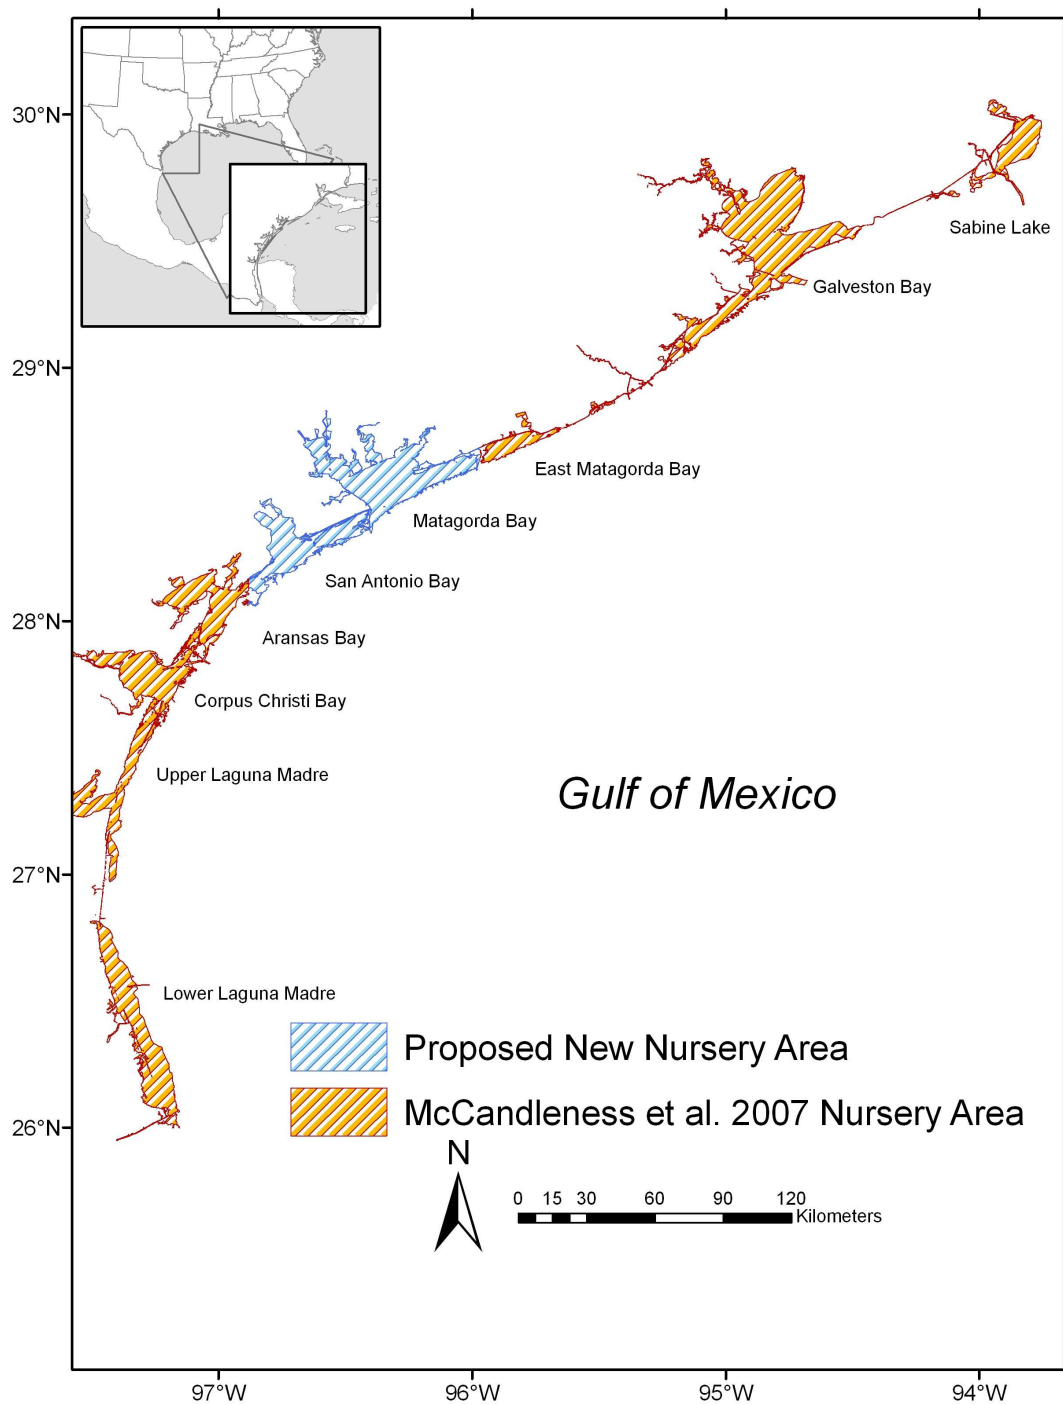 30°N
29°N
28°N
27°N
26°N
Sabine Lake
Galveston Bay
East Matagorda Bay
Matagorda Bay
San Antonio Bay
Aransas Bay
Corpus Christi Bay
Upper Laguna Madre
Gulf of Mexico
Lower Laguna Madre
Proposed New Nursery Area
McCandleness et al. 2007 Nursery Area
N
0 15 30 60 90 120
Kilometers
97°W 96°W 95°W 94°W